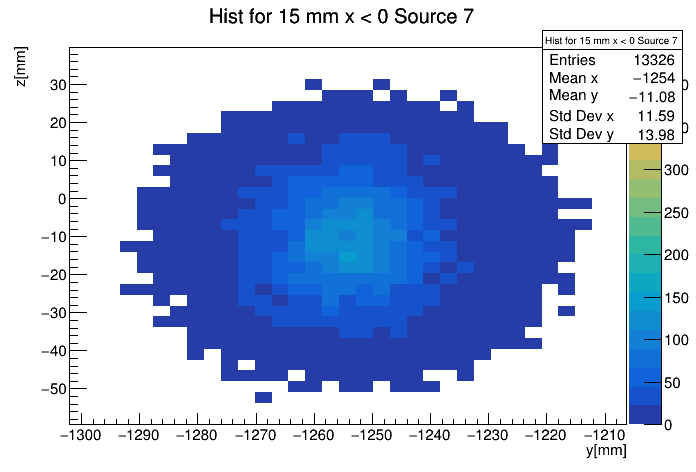 Hist for 15 mm x < 0 Source 7
z[mm]
Hist for 15 mm x < 0 Source 7
Entries 13326
Mean x −1254
Mean y −11.08
Std Dev x 11.59
Std Dev y 13.98
30
20
10
0
−10
−20
−30
−40
−50
300
250
200
150
100
50
0
−1300 −1290 −1280 −1270 −1260 −1250 −1240 −1230 −1220 −1210
y[mm]